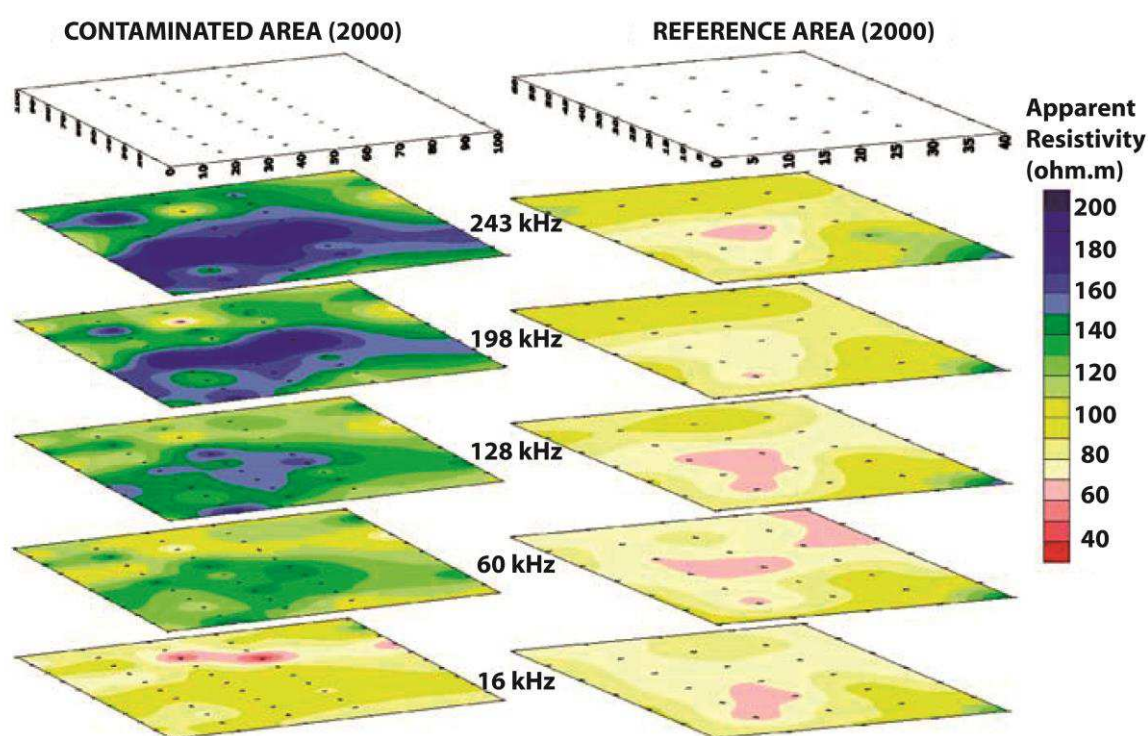 CONTAMINATED AREA (2000)
REFERENCE AREA (2000)
0 10 20 30 40 50 60 70 80 90 100
0 5 10 15 20 25 30 35 40
Apparent
Resistivity
(ohm.m)
243 kHz
198 kHz
128 kHz
60 kHz
16 kHz
200
180
160
140
120
100
80
60
40